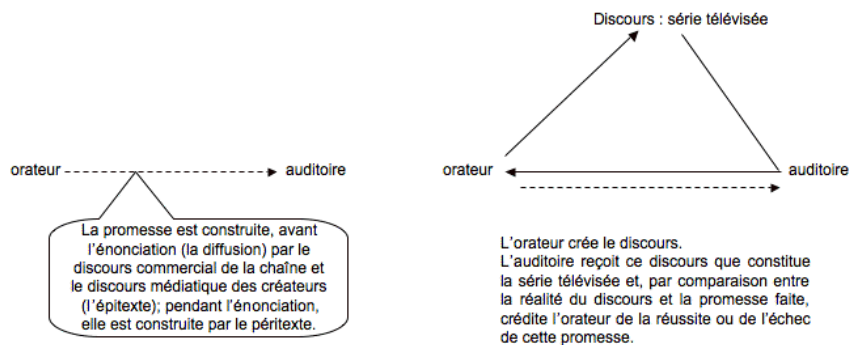 Discours : série télévisée
orateur
auditoire
orateur
auditoire
La promesse est construite, avant
l'énonciation (la diffusion) par le
discours commercial de la chaîne et
le discours médiatique des créateurs
(l'épitexte); pendant l'énonciation,
elle est construite par le péritexte.
L'orateur crée le discours.
L'auditoire reçoit ce discours que constitue
la série télévisée et, par comparaison entre
la réalité du discours et la promesse faite,
crédite l'orateur de la réussite ou de l'échec
de cette promesse.